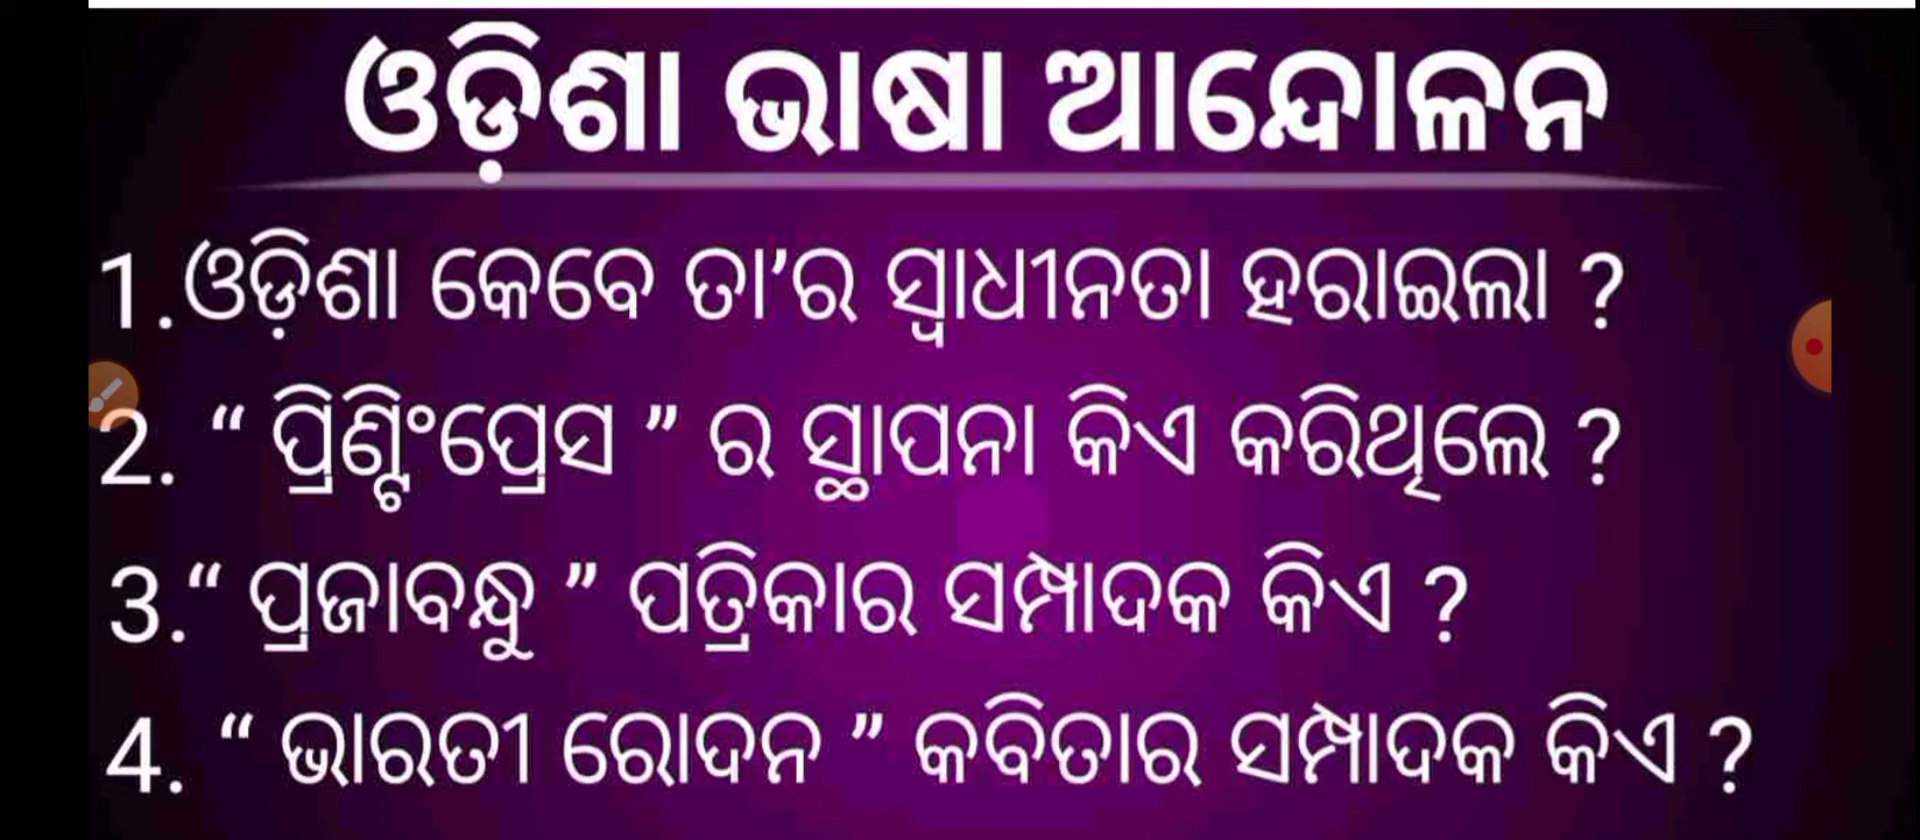 ଓଡ଼ିଶା ଭାଷା ଆନ୍ଦୋଳନ
1.ଓଡ଼ିଶା କେବେ ତା’ର ସ୍ଵାଧୀନତା ହରାଇଲା ?
2. “ ପ୍ରିଣ୍ଟିଂପ୍ରେସ ” ର ସ୍ଥାପନା କିଏ କରିଥିଲେ ?
3.“ ପ୍ରଜାବନ୍ଧୁ ” ପତ୍ରିକାର ସମ୍ପାଦକ କିଏ ?
4. “ ଭାରତୀ ରୋଦନ ” କବିତାର ସମ୍ପାଦକ କିଏ ?